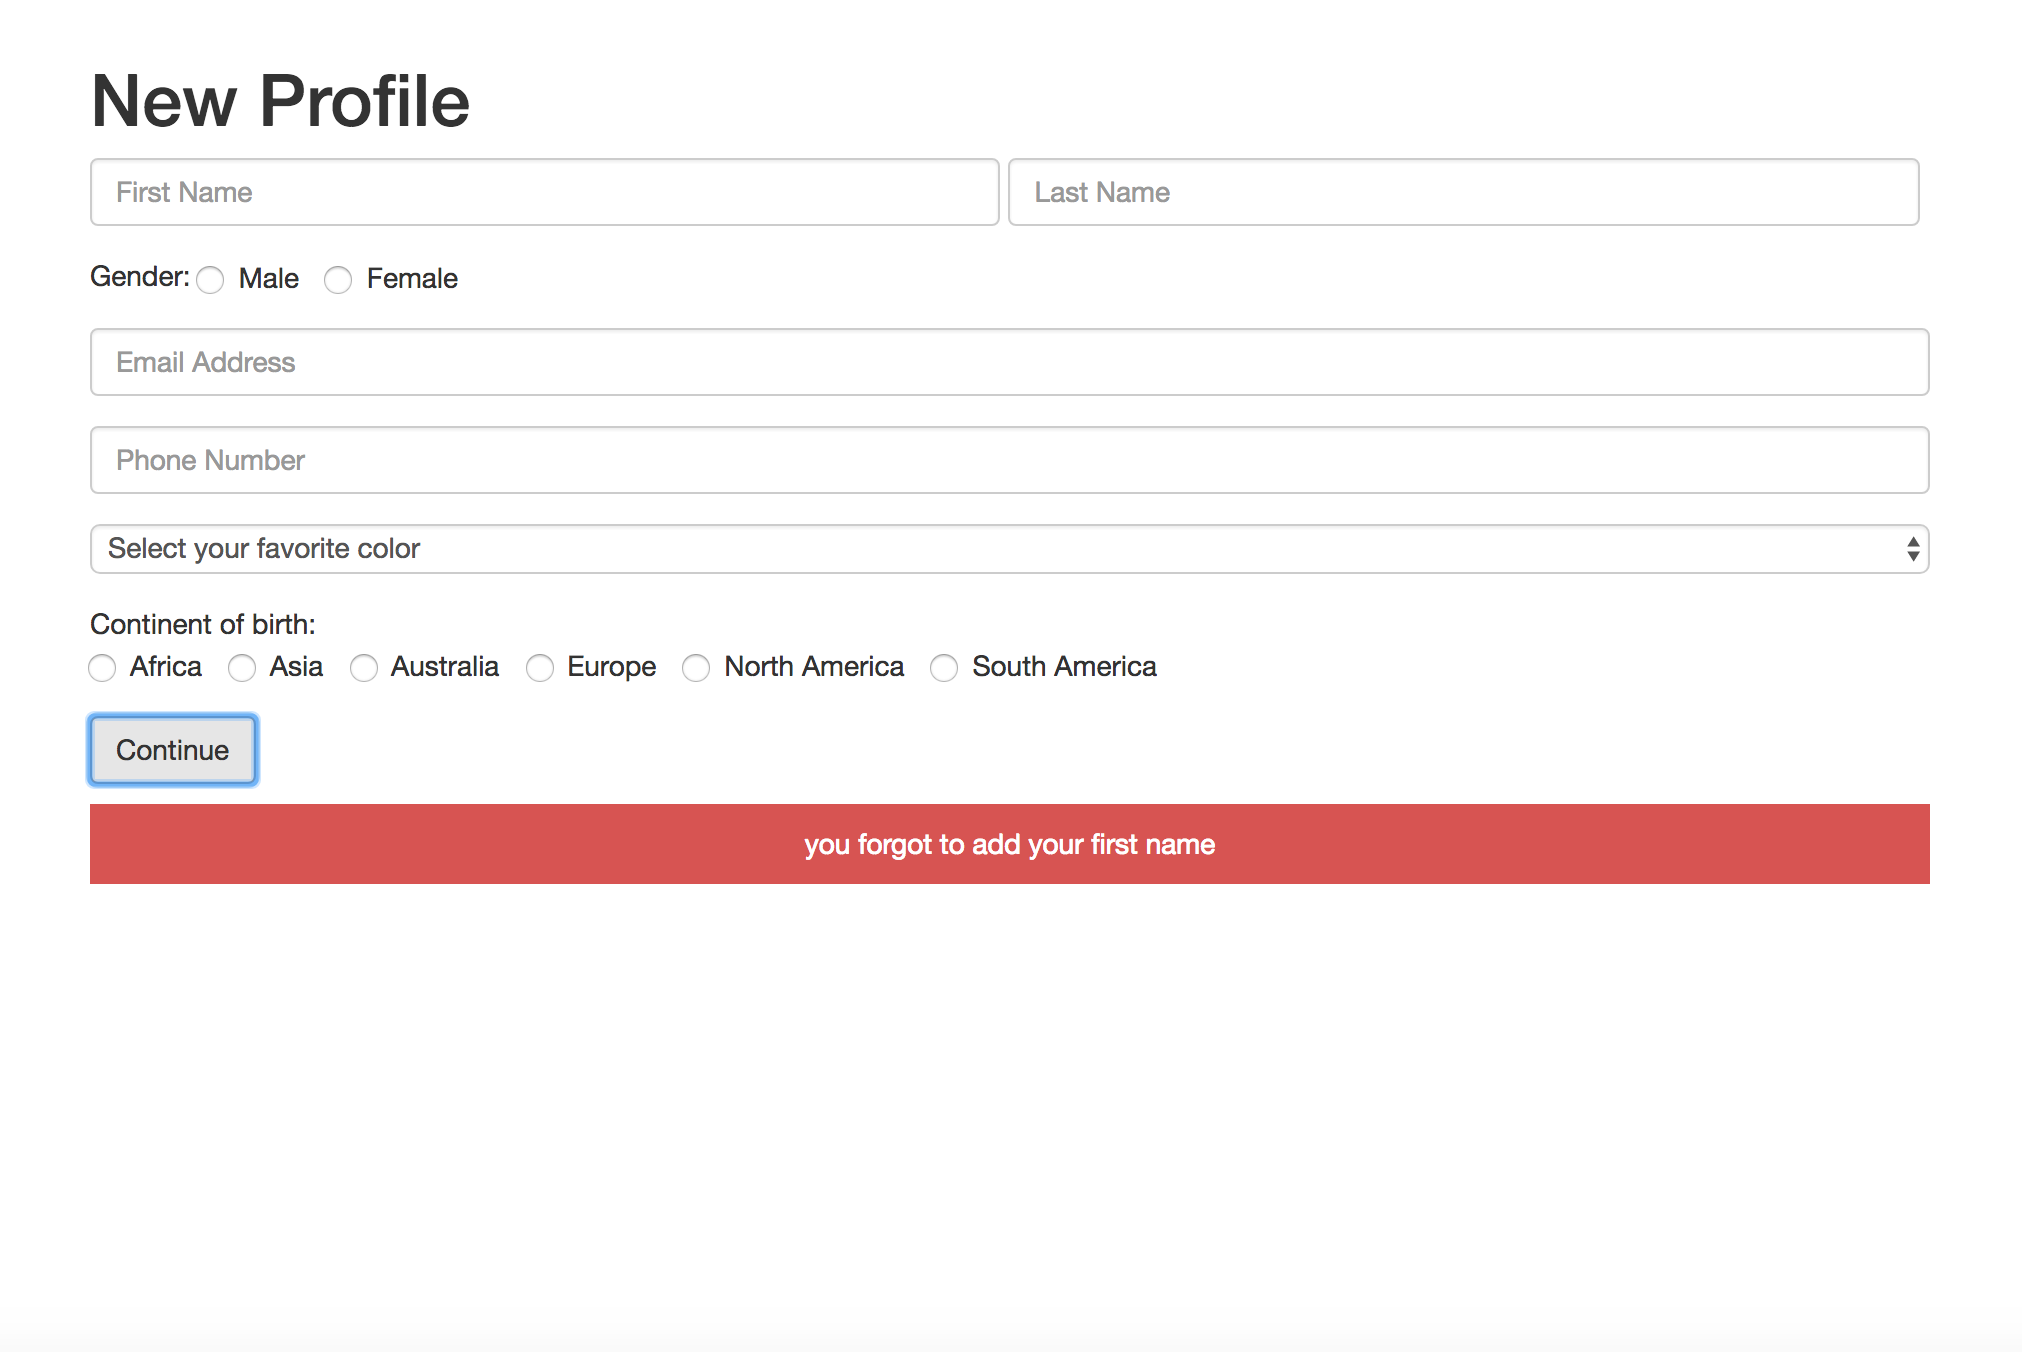 New Profile
First Name Last Name
Gender: Male Female
Email Address
Phone Number
Select your favorite color
Continent of birth:
Africa Asia Australia Europe North America South America
Continue
you forgot to add your first name